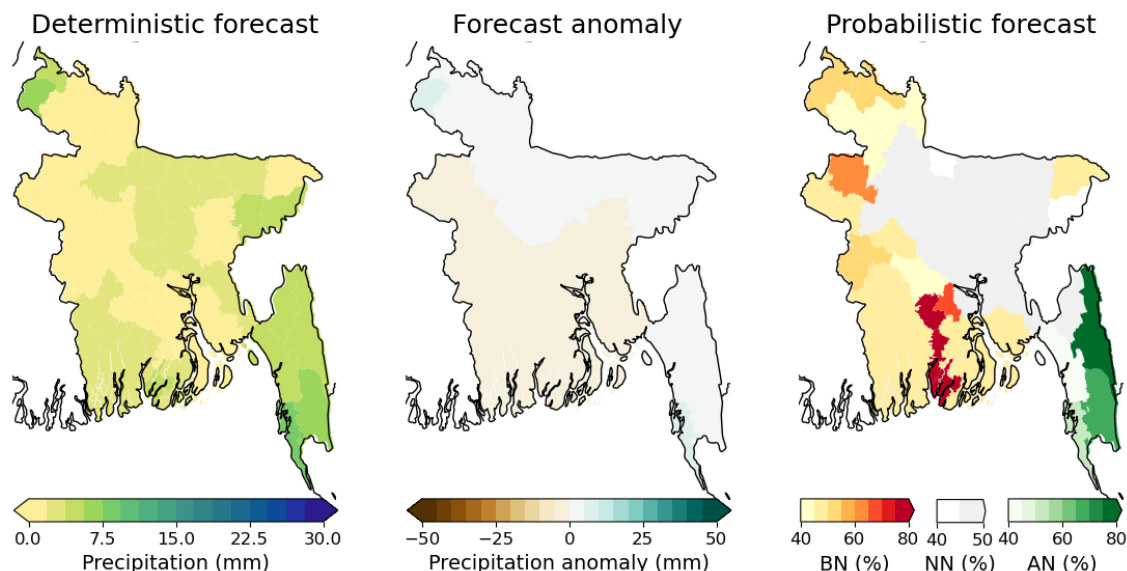 Deterministic forecast
Forecast anomaly
Probabilistic forecast
0.0 7.5 15.0 22.5 30.0
Precipitation (mm)
−50 −25 0 25 50
Precipitation anomaly (mm)
40 60 80
BN (%)
40 50
NN (%)
40 60 80
AN (%)